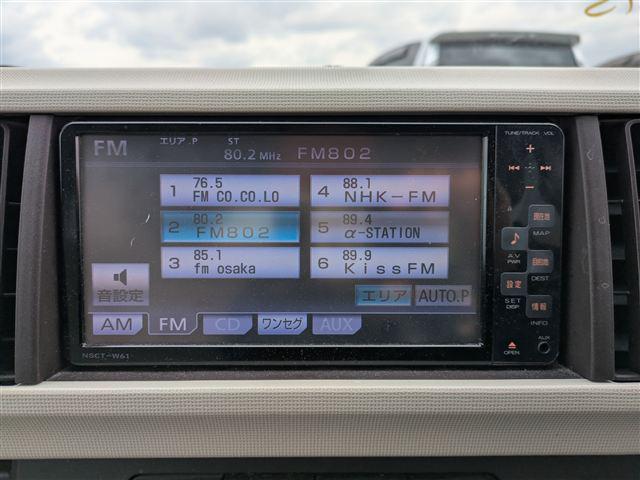 FM エリア.P ST 80.2 MHz FM802
1 76.5 FM CO.CO.LO
4 88.1 NHK-FM
2 80.2 FM802
5 89.4 α-STATION
3 85.1 fm osaka
6 89.9 KissFM
音設定
エリア AUTO.P
AM FM CD ワンセグ AUX
NSCT-W61
TUNE/TRACK VOL
+
−
現在地
MAP
A.V PWR
目的地
DEST
設定
SET DISP
情報
INFO
OPEN
AUX